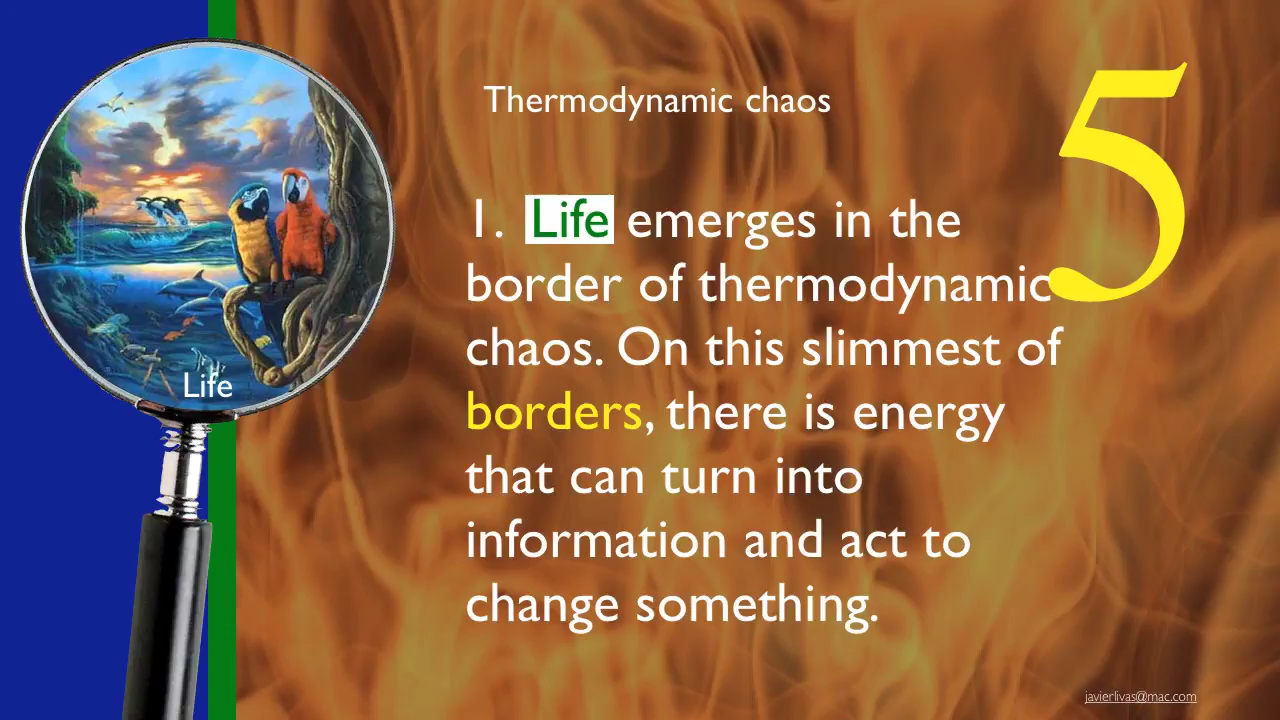 Thermodynamic chaos
5
1. Life emerges in the
border of thermodynamic
chaos. On this slimmest of
borders, there is energy
that can turn into
information and act to
change something.
Life
javierlivas@mac.com